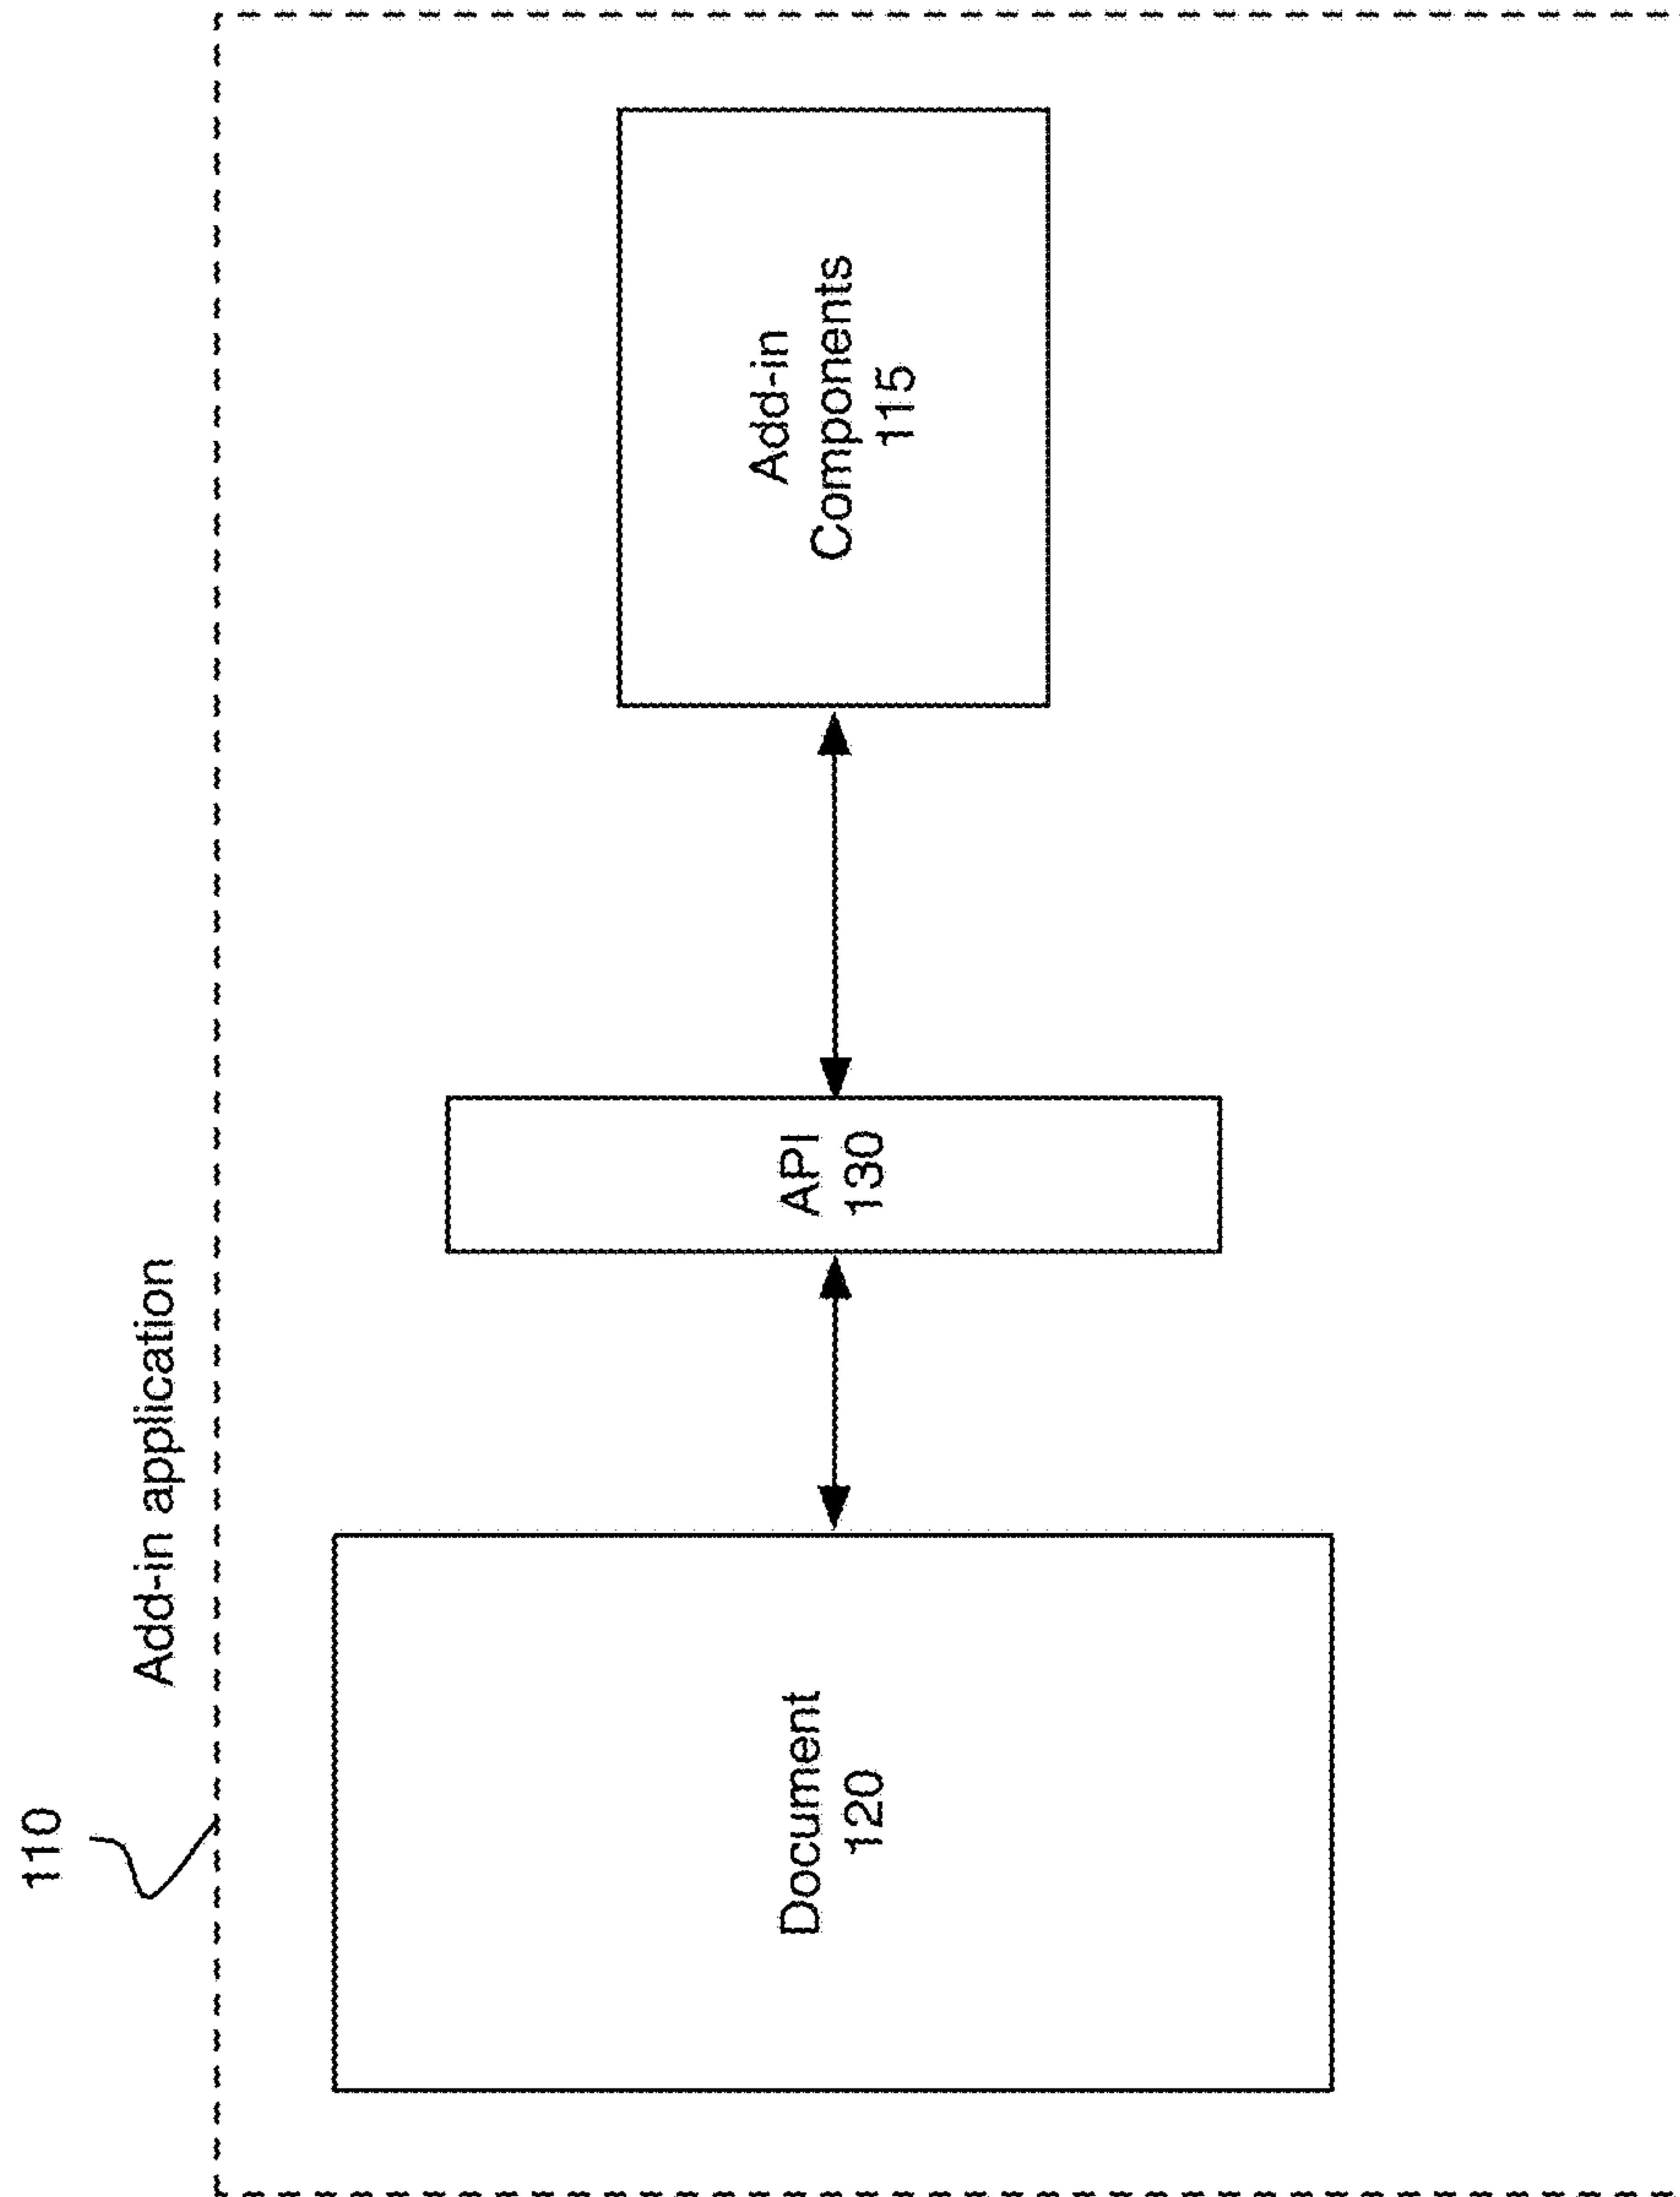 110
Add-in application
Document
120
API
130
Add-in
Components
115